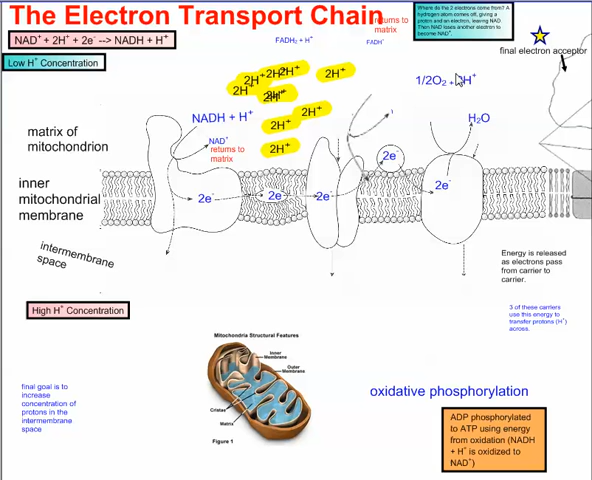 The Electron Transport Chain
returns to
matrix
NAD⁺ + 2H⁺ + 2e⁻ --> NADH + H⁺
FADH₂ + H⁺
FADH⁻
Where do the 2 electrons come from? A
hydrogen atom comes off, giving a
proton and an electron, leaving NAD.
Then NAD loses another electron to
become NAD⁺.
final electron acceptor
Low H⁺ Concentration
2H⁺
2H⁺
2H⁺
2H⁺
2H
2H⁺
2H⁺
2H⁺
2H⁺
1/2O₂ + 2H⁺
NADH + H⁺
H₂O
matrix of
mitochondrion
NAD⁺
returns to
matrix
2e⁻
inner
mitochondrial
membrane
2e⁻
2e⁻
2e⁻
2e⁻
intermembrane
space
Energy is released
as electrons pass
from carrier to
carrier.
High H⁺ Concentration
3 of these carriers
use this energy to
transfer protons (H⁺)
across.
Mitochondria Structural Features
Inner
Membrane
Outer
Membrane
Cristae
Matrix
Figure 1
final goal is to
increase
concentration of
protons in the
intermembrane
space
oxidative phosphorylation
ADP phosphorylated
to ATP using energy
from oxidation (NADH
+ H⁺ is oxidized to
NAD⁺)